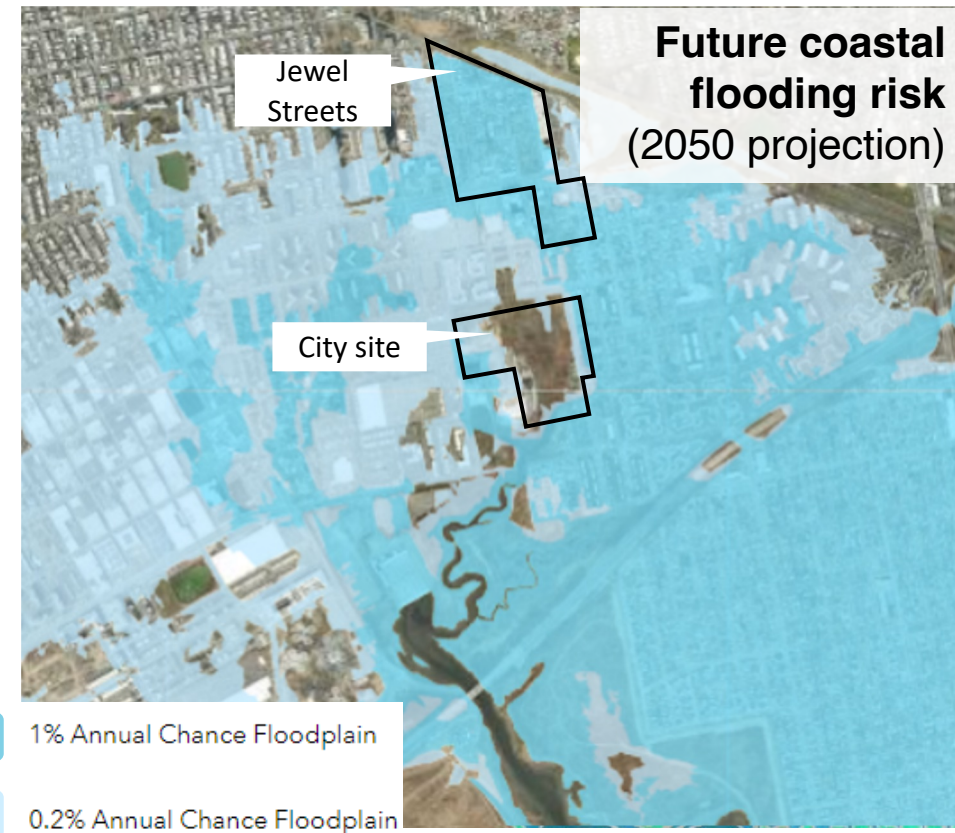 Future coastal
flooding risk
(2050 projection)
Jewel
Streets
City site
1% Annual Chance Floodplain
0.2% Annual Chance Floodplain